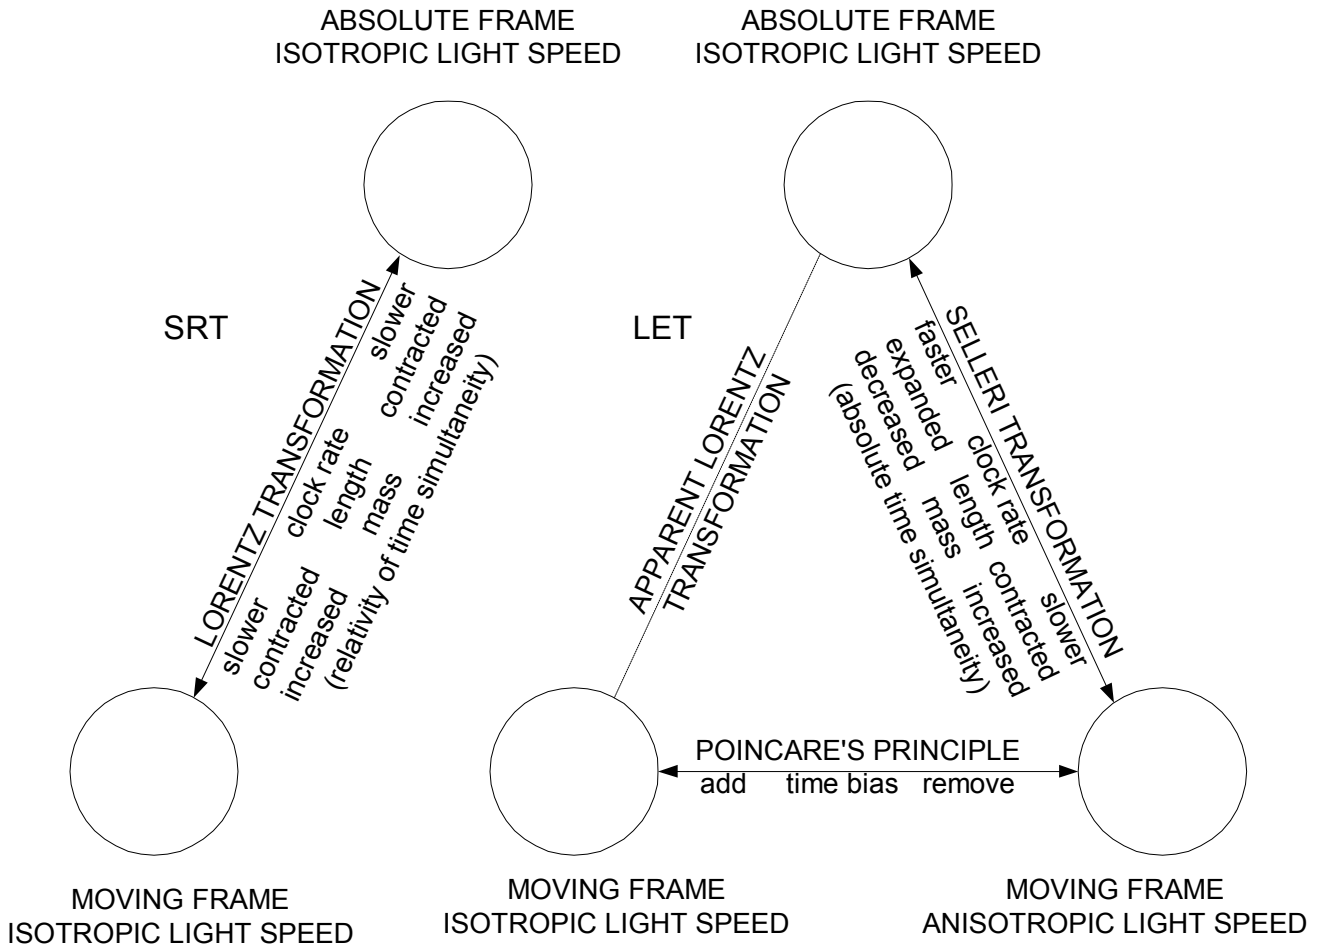 ABSOLUTE FRAME
ISOTROPIC LIGHT SPEED
ABSOLUTE FRAME
ISOTROPIC LIGHT SPEED
SRT
LORENTZ TRANSFORMATION
slower clock rate slower
contracted length contracted
increased mass increased
(relativity of time simultaneity)
LET
APPARENT LORENTZ
TRANSFORMATION
SELLERI TRANSFORMATION
faster clock rate slower
expanded length contracted
decreased mass increased
(absolute time simultaneity)
POINCARE'S PRINCIPLE
add time bias remove
MOVING FRAME
ISOTROPIC LIGHT SPEED
MOVING FRAME
ISOTROPIC LIGHT SPEED
MOVING FRAME
ANISOTROPIC LIGHT SPEED